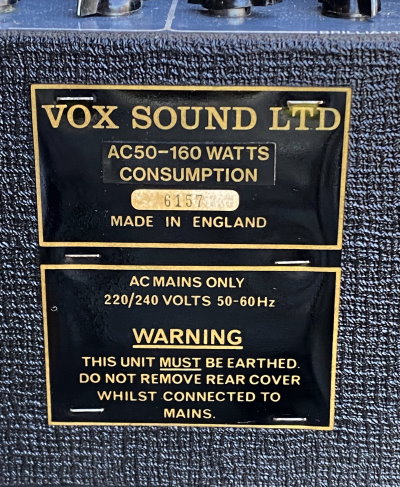 BRILLIAN
VOX SOUND LTD
AC50-160 WATTS
CONSUMPTION
6157
MADE IN ENGLAND
AC MAINS ONLY
220/240 VOLTS 50-60Hz
WARNING
THIS UNIT MUST BE EARTHED.
DO NOT REMOVE REAR COVER
WHILST CONNECTED TO
MAINS.